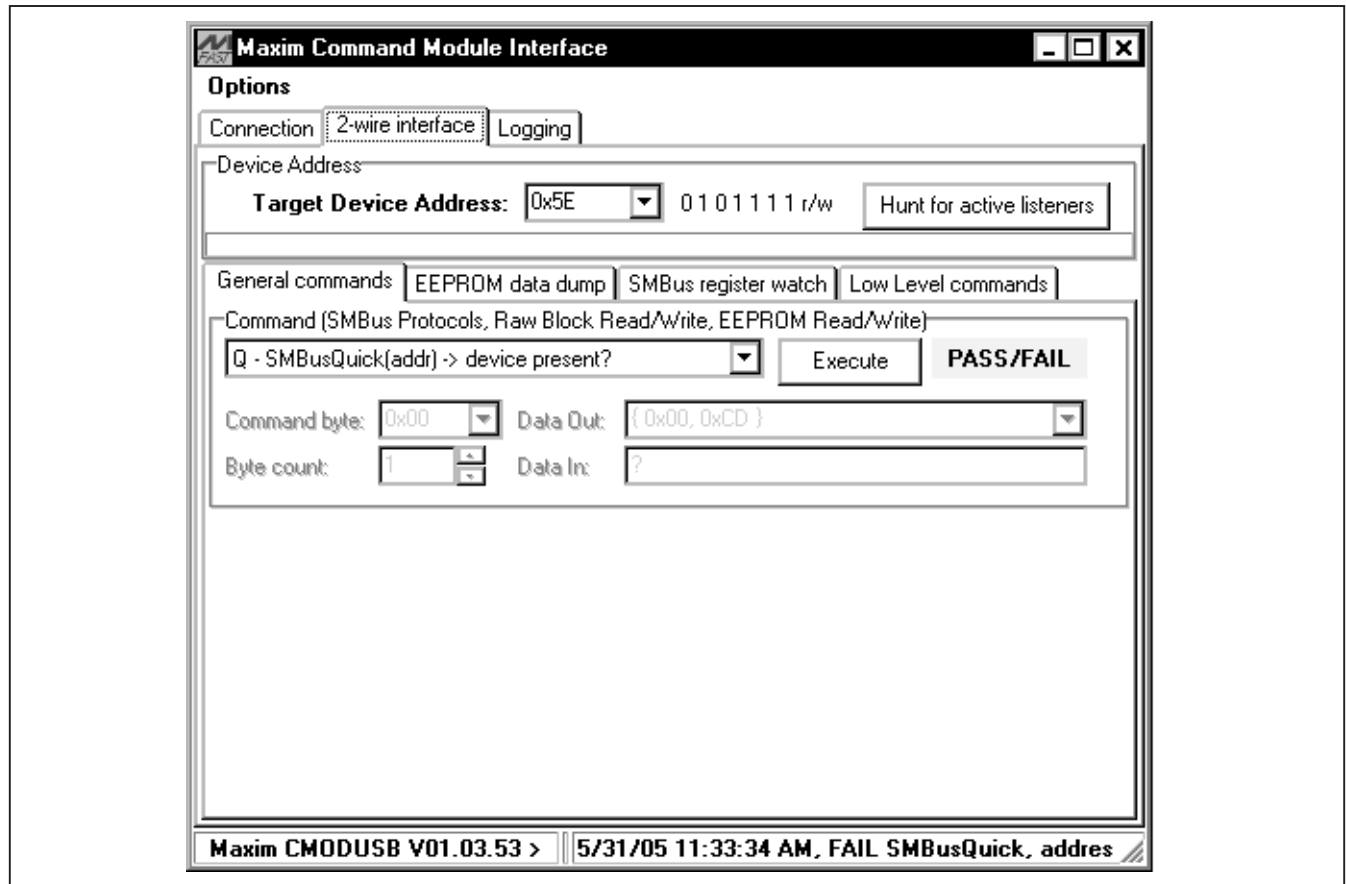 FAST Maxim Command Module Interface
Options
Connection 2-wire interface Logging
Device Address
Target Device Address: 0x5E 0 1 0 1 1 1 1 r/w Hunt for active listeners
General commands EEPROM data dump SMBus register watch Low Level commands
Command (SMBus Protocols, Raw Block Read/Write, EEPROM Read/Write)
Q - SMBusQuick(addr) -> device present? Execute PASS/FAIL
Command byte: 0x00 Data Out: { 0x00, 0xCD }
Byte count: 1 Data In: ?
Maxim CMODUSB V01.03.53 > 5/31/05 11:33:34 AM, FAIL SMBusQuick, addres